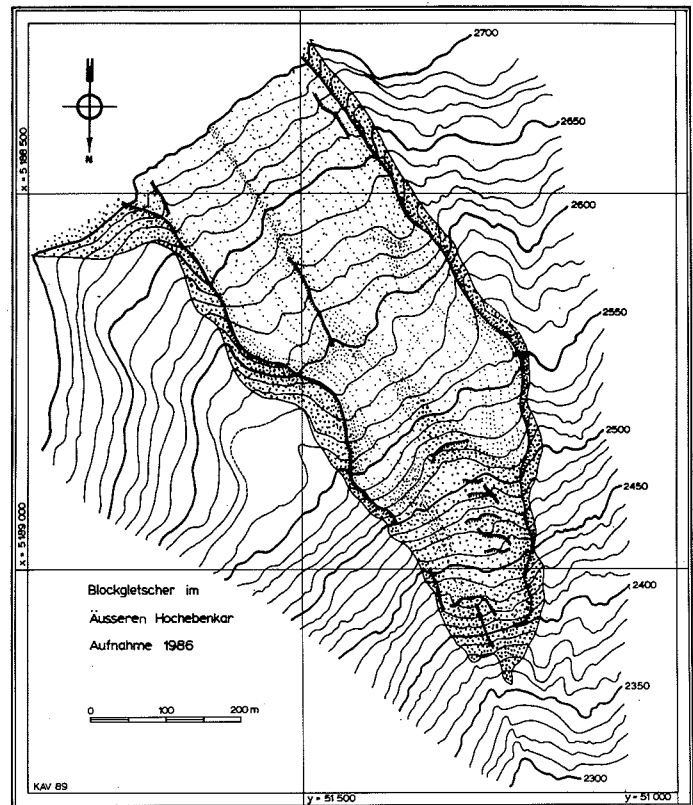 2700
2650
x = 5 188 500
N
2600
2550
2500
2450
x = 5 189 000
2400
Blockgletscher im
Äusseren Hochebenkar
Aufnahme 1986
2350
0 100 200 m
2300
KAV 89
y = 51 500
y = 51 000